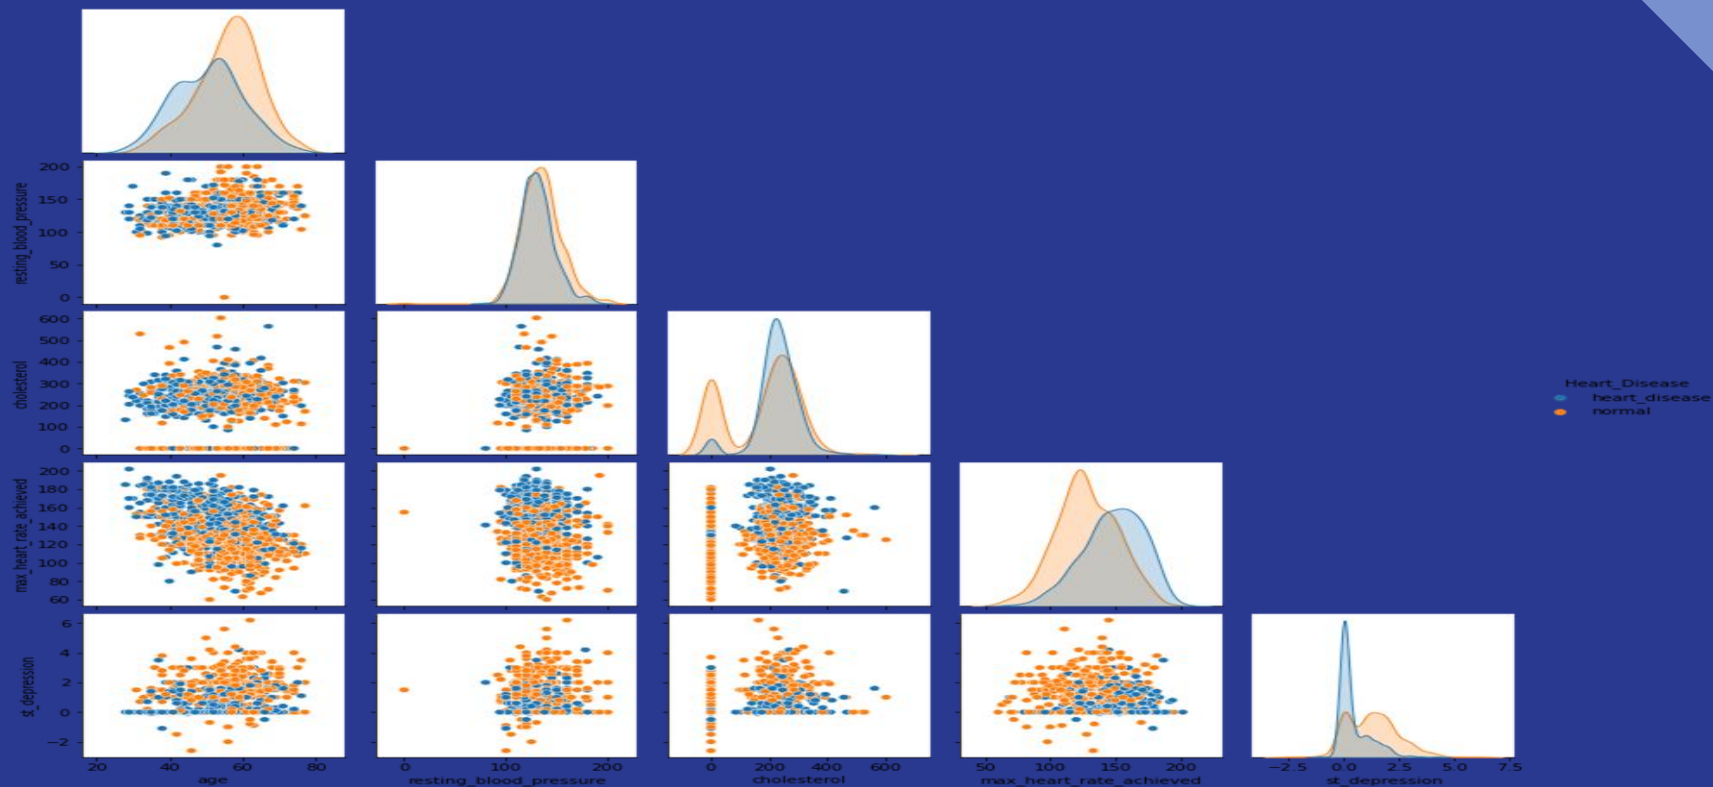 200
150
100
50
0
resting_blood_pressure
600
500
400
300
200
100
0
cholesterol
Heart_Disease
heart_disease
normal
200
180
160
140
120
100
80
60
max_heart_rate_achieved
6
4
2
0
−2
st_depression
20 40 60 80
age
0 100 200
resting_blood_pressure
0 200 400 600
cholesterol
50 100 150 200
max_heart_rate_achieved
−2.5 0.0 2.5 5.0 7.5
st_depression